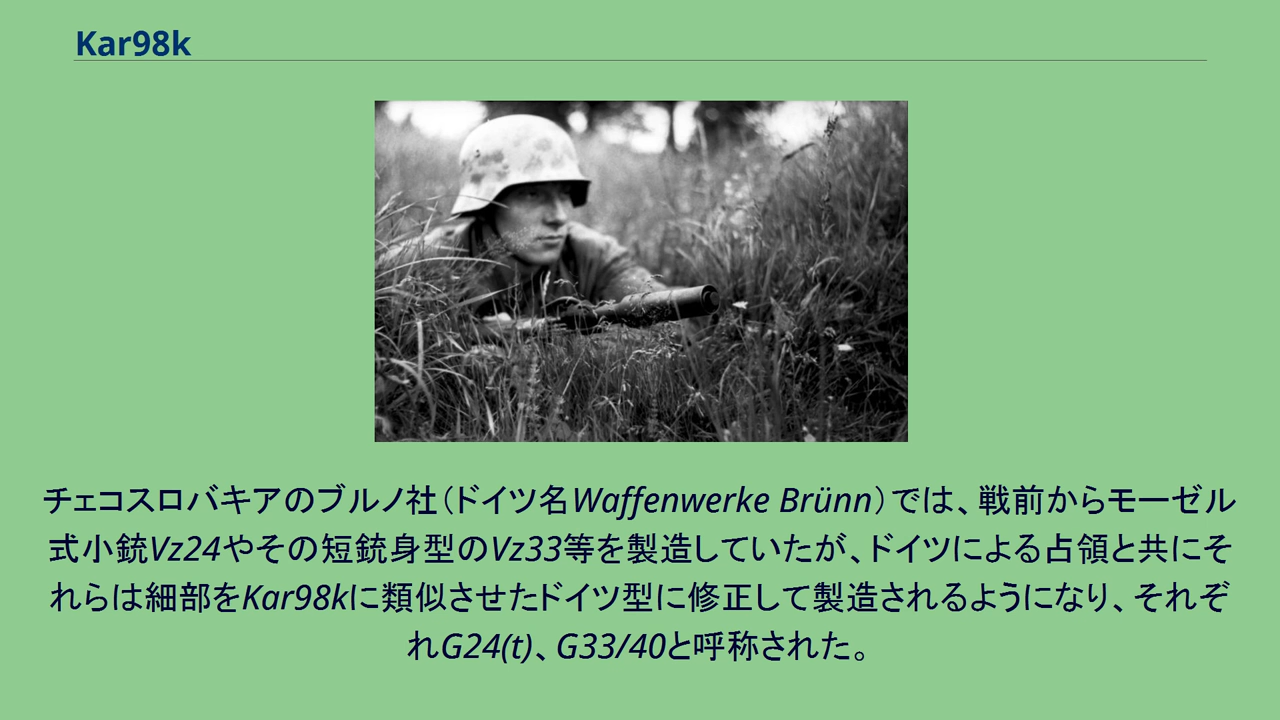 Kar98k
チェコスロバキアのブルノ社（ドイツ名Waffenwerke Brünn）では、戦前からモーゼル
式小銃Vz24やその短銃身型のVz33等を製造していたが、ドイツによる占領と共にそ
れらは細部をKar98kに類似させたドイツ型に修正して製造されるようになり、それぞ
れG24(t)、G33/40と呼称された。